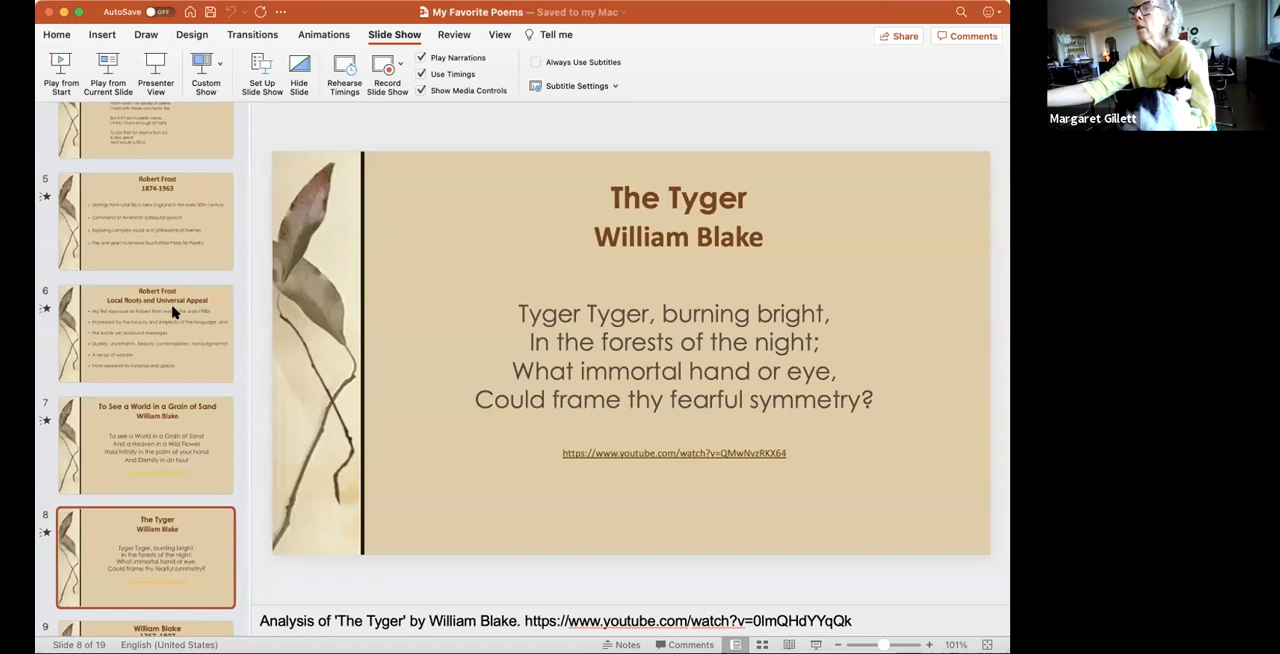 AutoSave OFF
My Favorite Poems — Saved to my Mac
Home Insert Draw Design Transitions Animations Slide Show Review View Tell me Share Comments
Play from Start
Play from Current Slide
Presenter View
Custom Show
Set Up Slide Show
Hide Slide
Rehearse Timings
Record Slide Show
Play Narrations
Use Timings
Show Media Controls
Always Use Subtitles
Subtitle Settings
Margaret Gillett
5
Robert Frost
1874-1963
6
Robert Frost
Local Roots and Universal Appeal
A sense of wonder
From personal to national and global
7
To See a World in a Grain of Sand
William Blake
To see a World in a Grain of Sand
And a Heaven in a Wild Flower
Hold Infinity in the palm of your hand
And Eternity in an hour
8
The Tyger
William Blake
Tyger Tyger, burning bright,
In the forests of the night;
What immortal hand or eye,
Could frame thy fearful symmetry?
9
William Blake
The Tyger
William Blake
Tyger Tyger, burning bright,
In the forests of the night;
What immortal hand or eye,
Could frame thy fearful symmetry?
https://www.youtube.com/watch?v=QMwNvzRKX64
Analysis of 'The Tyger' by William Blake. https://www.youtube.com/watch?v=0lmQHdYYqQk
Slide 8 of 19 English (United States) Notes Comments 101%